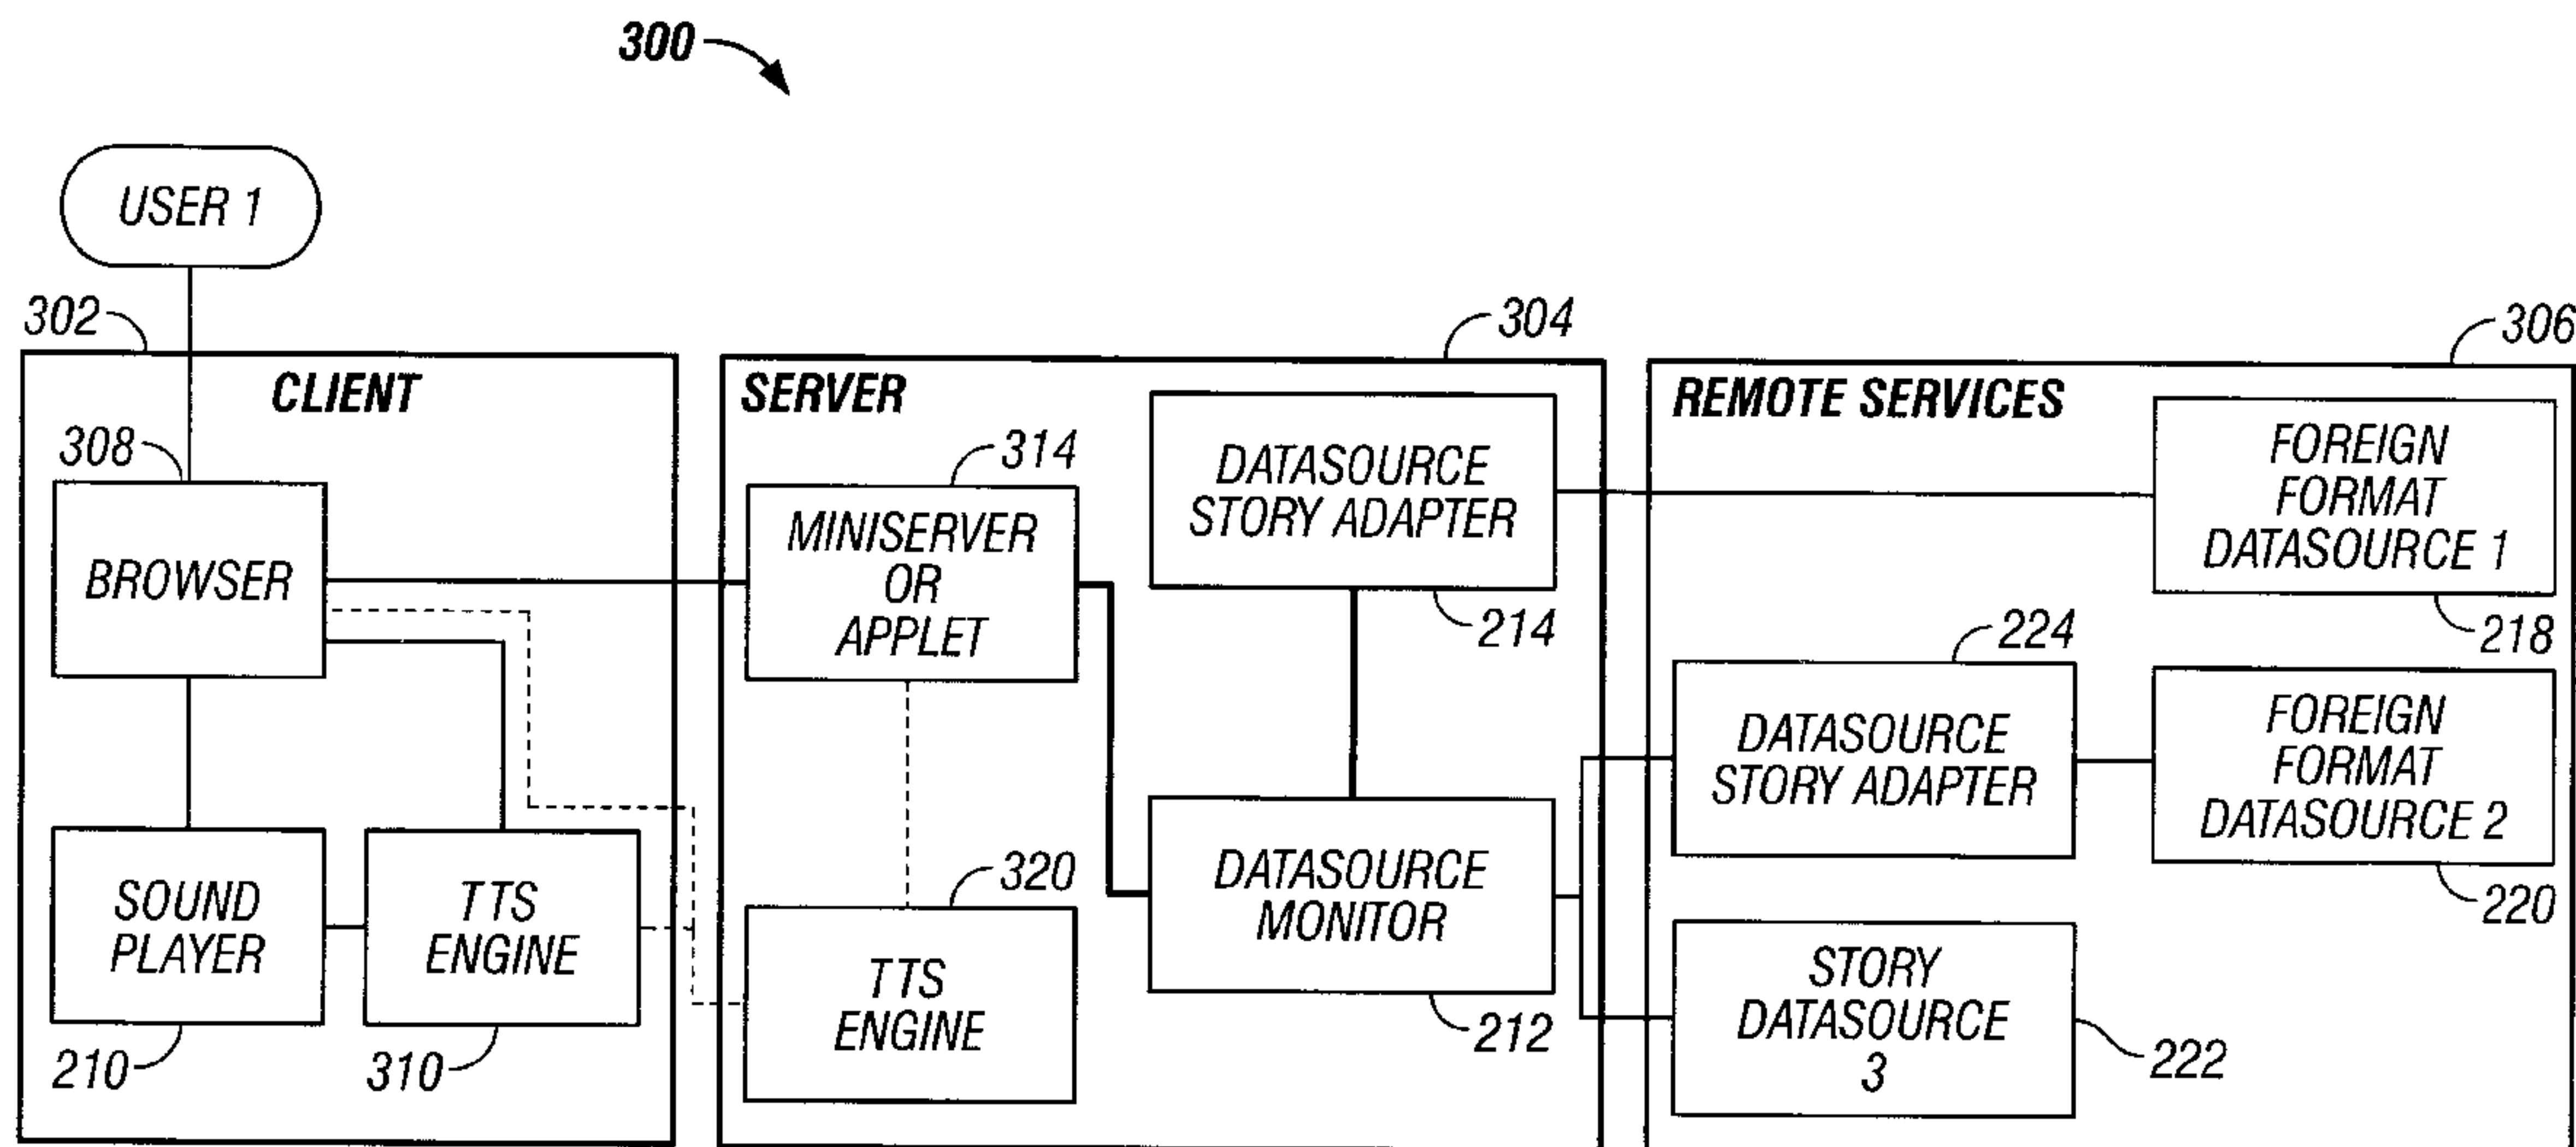 300
USER 1
302
304
306
CLIENT
SERVER
REMOTE SERVICES
308
BROWSER
314
MINISERVER
OR
APPLET
DATASOURCE
STORY ADAPTER
214
FOREIGN
FORMAT
DATASOURCE 1
218
224
DATASOURCE
STORY ADAPTER
FOREIGN
FORMAT
DATASOURCE 2
220
SOUND
PLAYER
210
TTS
ENGINE
310
320
TTS
ENGINE
DATASOURCE
MONITOR
212
STORY
DATASOURCE
3
222